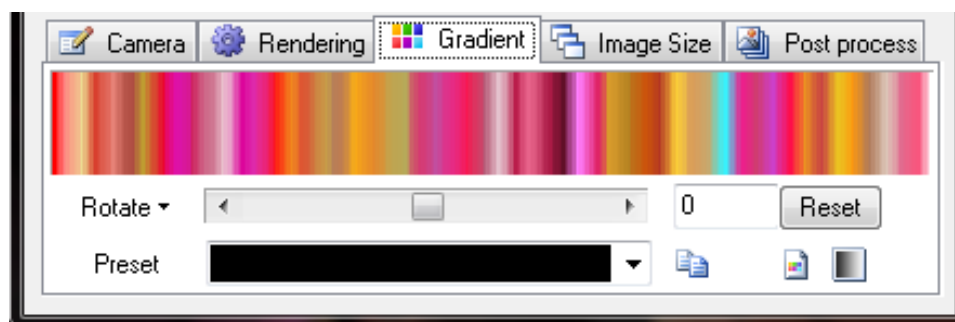 Camera Rendering Gradient Image Size Post process
Rotate 0 Reset
Preset